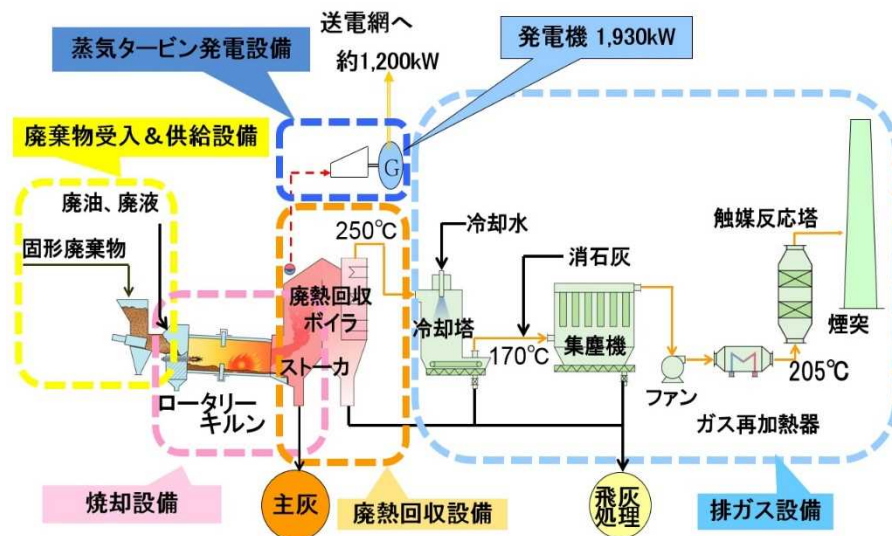 送電網へ
約1,200kW
蒸気タービン発電設備
発電機 1,930kW
廃棄物受入&供給設備
廃油、廃液
固形廃棄物
G
250℃
冷却水
消石灰
触媒反応塔
廃熱回収
ボイラ
冷却塔
170℃
集塵機
煙突
ストーカ
205℃
ロータリー
キルン
ファン
ガス再加熱器
焼却設備
主灰
廃熱回収設備
飛灰
処理
排ガス設備